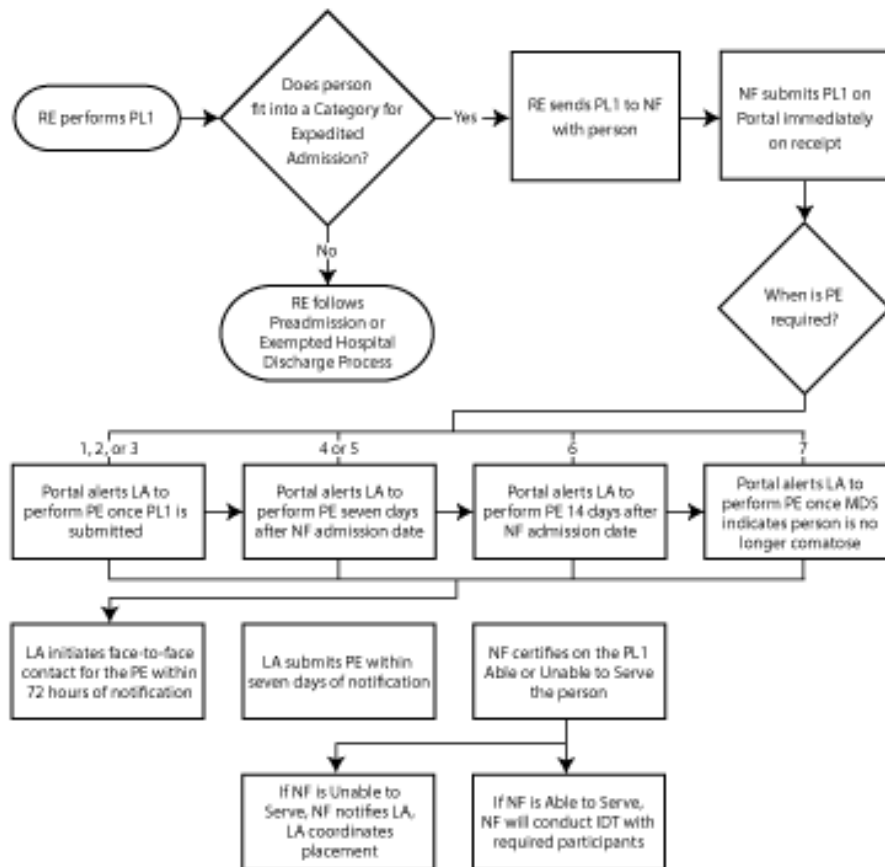 RE performs PL1
Does person
fit into a Category for
Expedited
Admission?
Yes
RE sends PL1 to NF
with person
NF submits PL1 on
Portal immediately
on receipt
No
RE follows
Preadmission or
Exempted Hospital
Discharge Process
When is PE
required?
1, 2, or 3
4 or 5
6
7
Portal alerts LA to
perform PE once PL1 is
submitted
Portal alerts LA to
perform PE seven days
after NF admission date
Portal alerts LA to
perform PE 14 days after
NF admission date
Portal alerts LA to
perform PE once MDS
indicates person is no
longer comatose
LA initiates face-to-face
contact for the PE within
72 hours of notification
LA submits PE within
seven days of notification
NF certifies on the PL1
Able or Unable to Serve
the person
If NF is Unable to
Serve, NF notifies LA,
LA coordinates
placement
If NF is Able to Serve,
NF will conduct IDT with
required participants